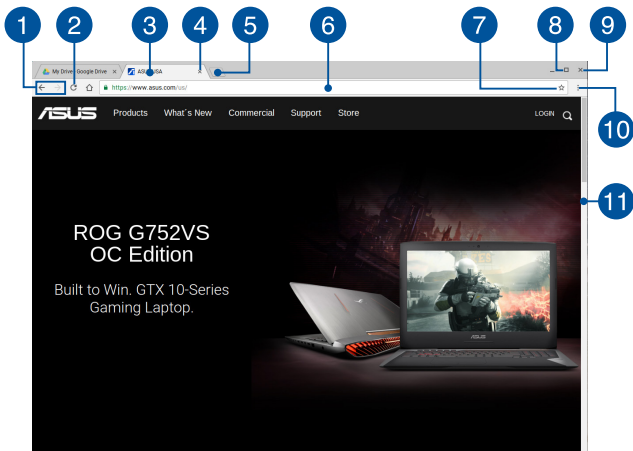 1 2 3 4 5 6 7 8 9
My Drive - Google Drive × ASUS USA ×
https://www.asus.com/us/
10
ASUS Products What's New Commercial Support Store LOGIN
11
ROG G752VS
OC Edition
Built to Win. GTX 10-Series
Gaming Laptop.